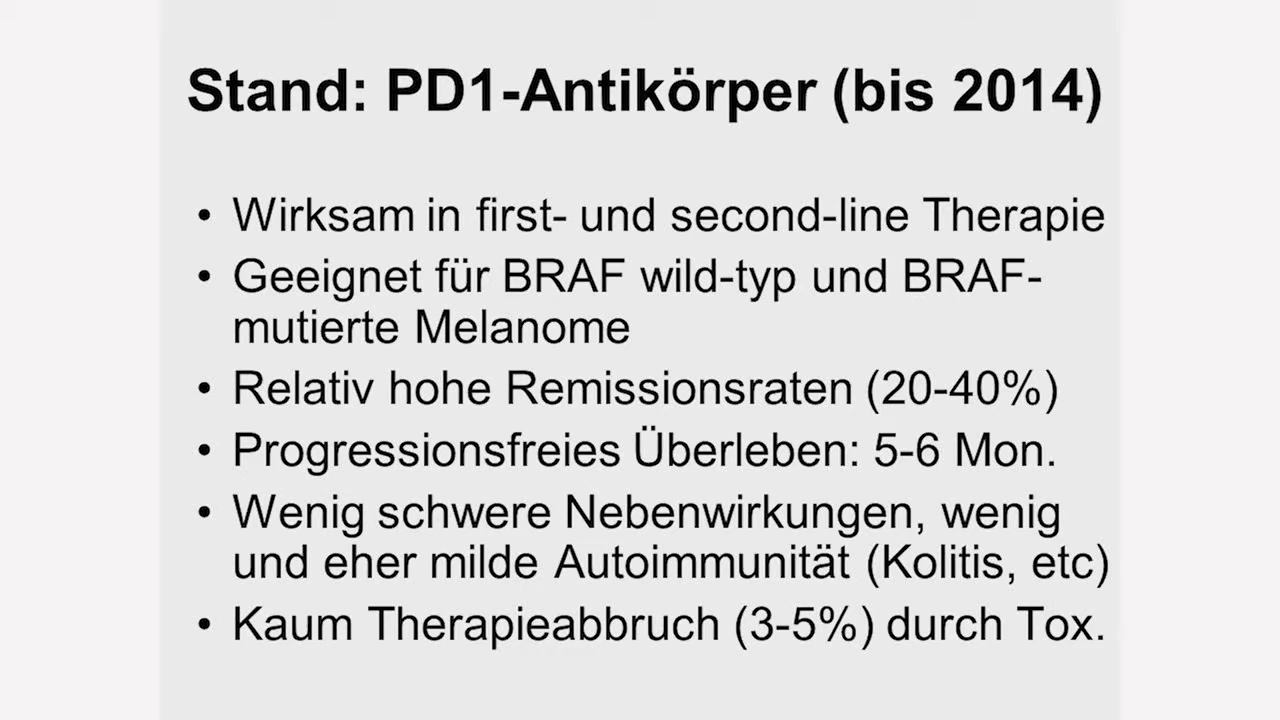 Stand: PD1-Antikörper (bis 2014)
• Wirksam in first- und second-line Therapie
• Geeignet für BRAF wild-typ und BRAF-
mutierte Melanome
• Relativ hohe Remissionsraten (20-40%)
• Progressionsfreies Überleben: 5-6 Mon.
• Wenig schwere Nebenwirkungen, wenig
und eher milde Autoimmunität (Kolitis, etc)
• Kaum Therapieabbruch (3-5%) durch Tox.